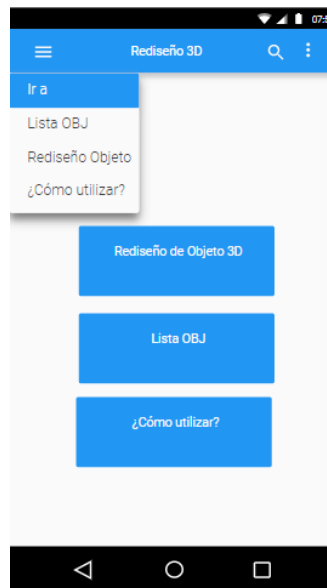 07:5
Rediseño 3D
Ir a
Lista OBJ
Rediseño Objeto
¿Cómo utilizar?
Rediseño de Objeto 3D
Lista OBJ
¿Cómo utilizar?